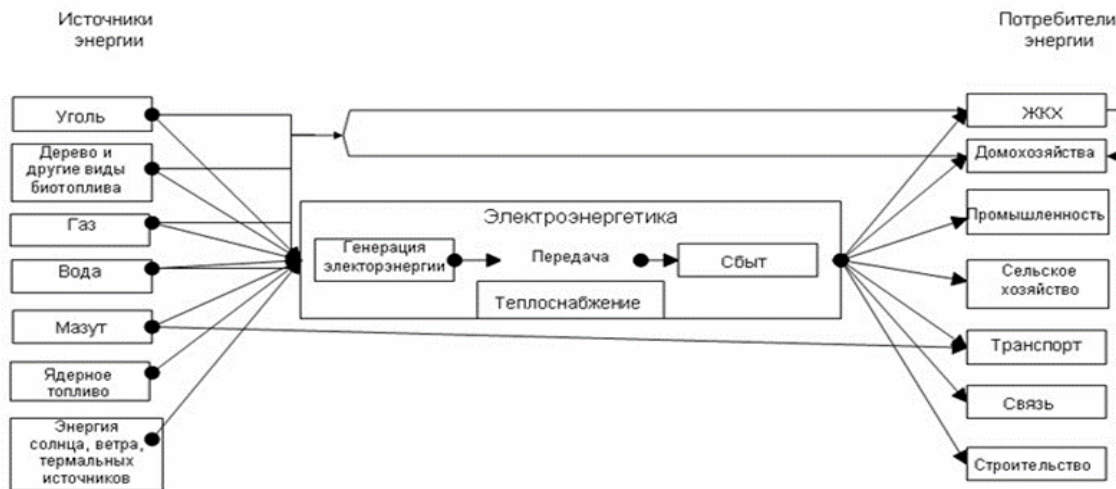 Источники
энергии
Потребители
энергии
Уголь
Дерево и
другие виды
биотоплива
Газ
Вода
Мазут
Ядерное
топливо
Энергия
солнца, ветра,
термальных
источников
Электроэнергетика
Генерация
электорэнергии
Передача
Сбыт
Теплоснабжение
ЖКХ
Домохозяйства
Промышленность
Сельское
хозяйство
Транспорт
Связь
Строительство